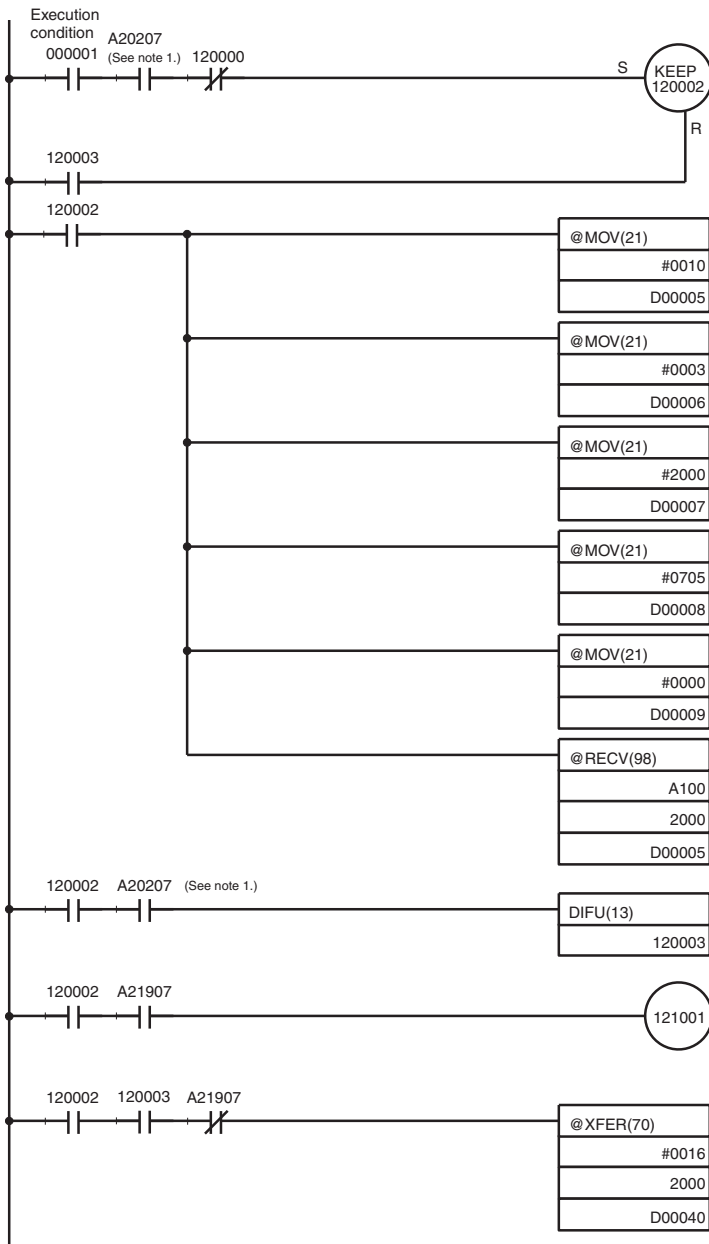 Execution
condition
000001 A20207 120000
(See note 1.)
S
KEEP
120002
R
120003
120002
@MOV(21)
#0010
D00005
@MOV(21)
#0003
D00006
@MOV(21)
#2000
D00007
@MOV(21)
#0705
D00008
@MOV(21)
#0000
D00009
@RECV(98)
A100
2000
D00005
120002 A20207 (See note 1.)
DIFU(13)
120003
120002 A21907
121001
120002 120003 A21907
@XFER(70)
#0016
2000
D00040